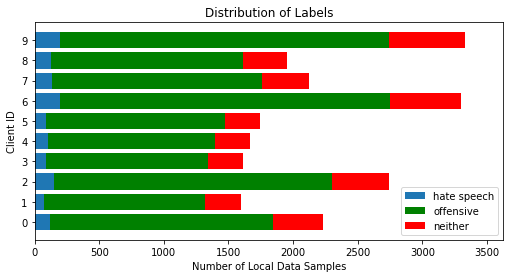 Distribution of Labels
Client ID
9
8
7
6
5
4
3
2
1
0
hate speech
offensive
neither
0 500 1000 1500 2000 2500 3000 3500
Number of Local Data Samples